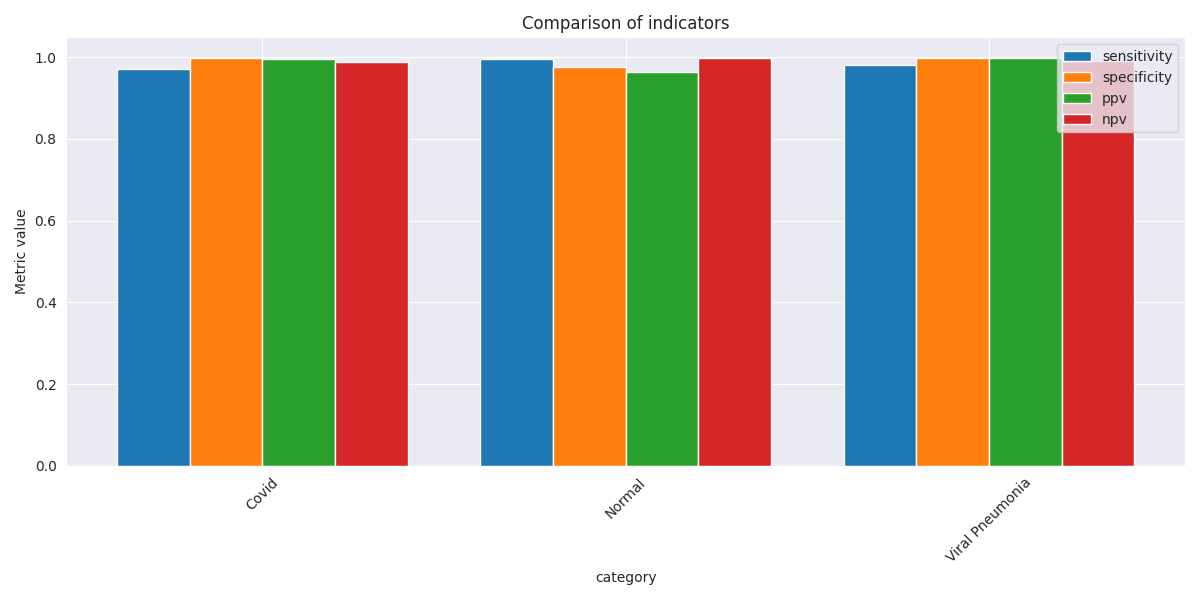 Comparison of indicators
sensitivity
specificity
ppv
npv
Metric value
1.0
0.8
0.6
0.4
0.2
0.0
Covid
Normal
Viral Pneumonia
category